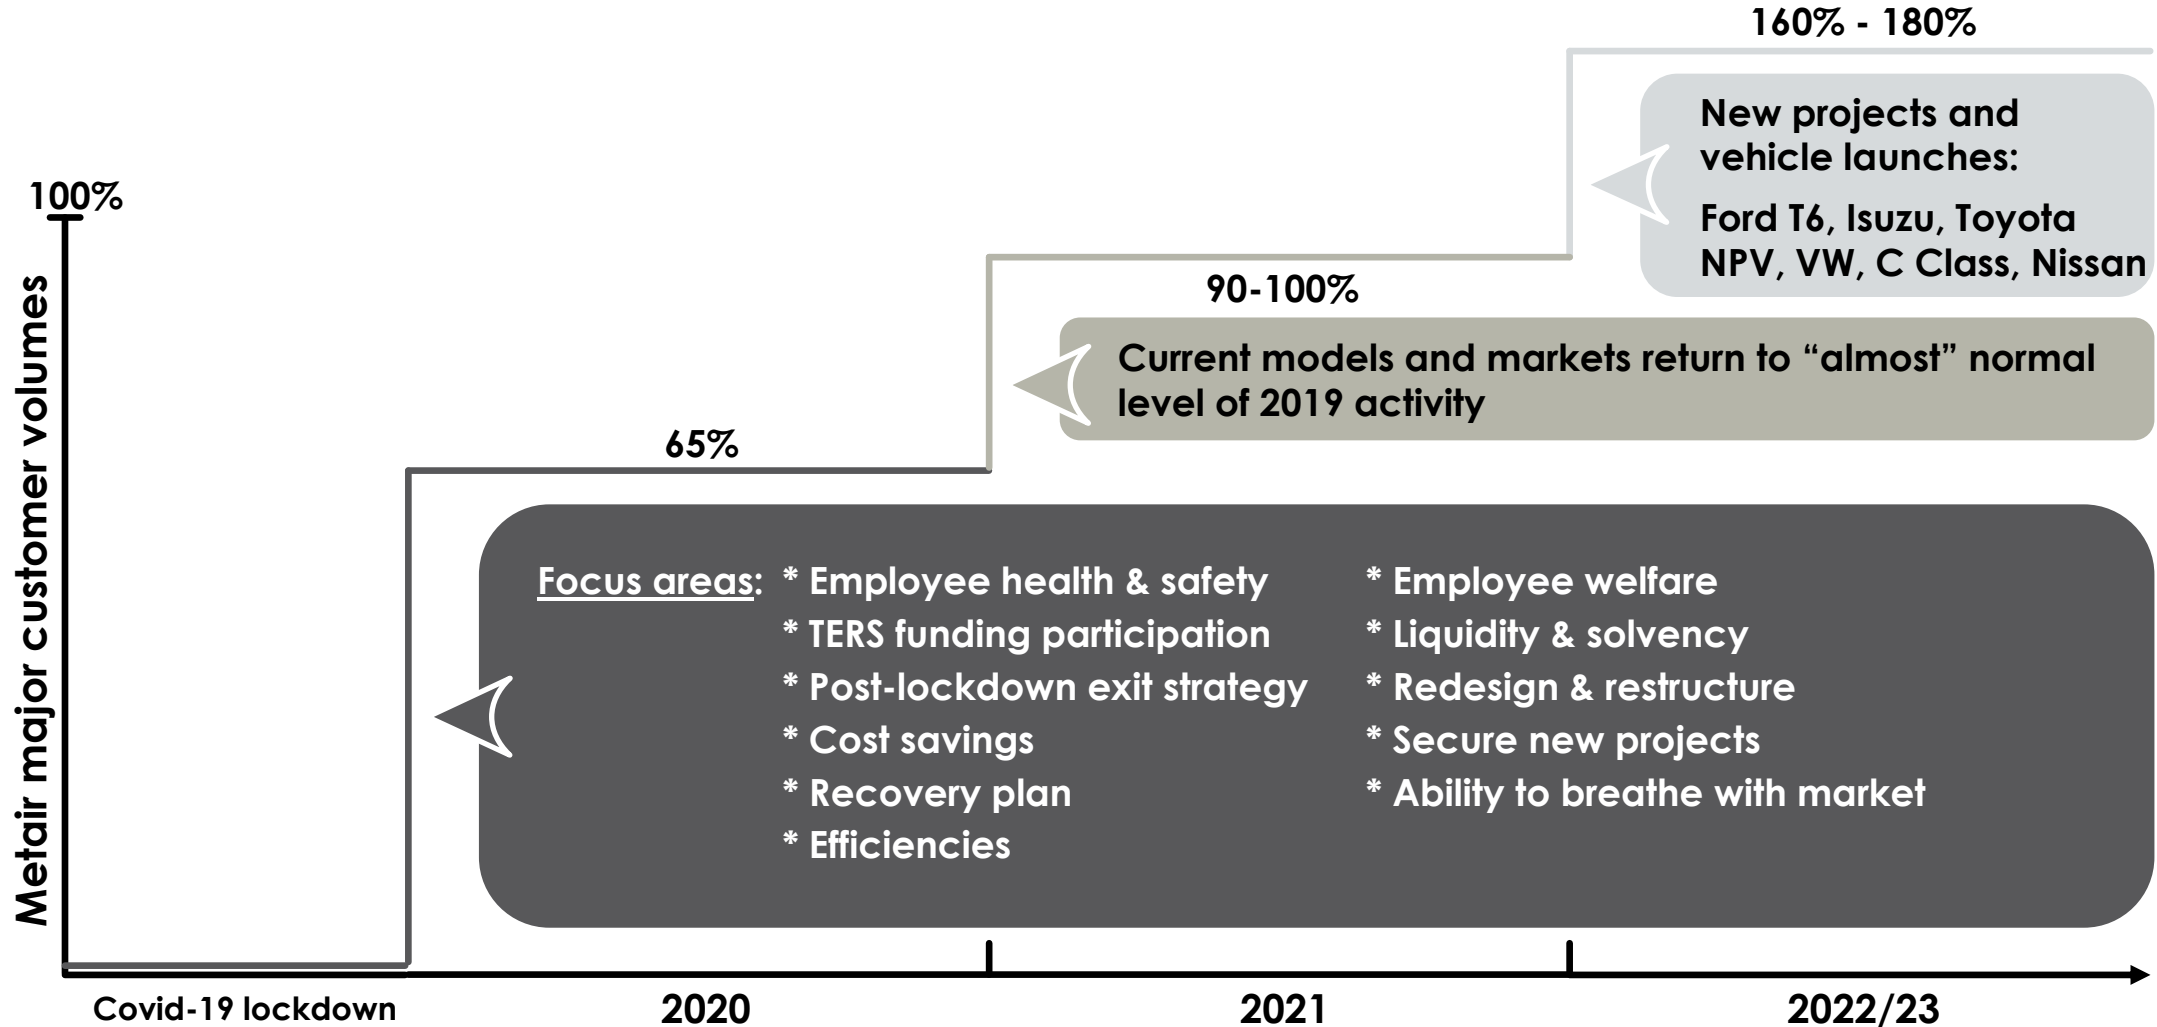 160% - 180%
New projects and
vehicle launches:
Ford T6, Isuzu, Toyota
NPV, VW, C Class, Nissan
100%
90-100%
Current models and markets return to “almost” normal
level of 2019 activity
65%
Metair major customer volumes
Focus areas: * Employee health & safety
* TERS funding participation
* Post-lockdown exit strategy
* Cost savings
* Recovery plan
* Efficiencies
* Employee welfare
* Liquidity & solvency
* Redesign & restructure
* Secure new projects
* Ability to breathe with market
Covid-19 lockdown
2020
2021
2022/23